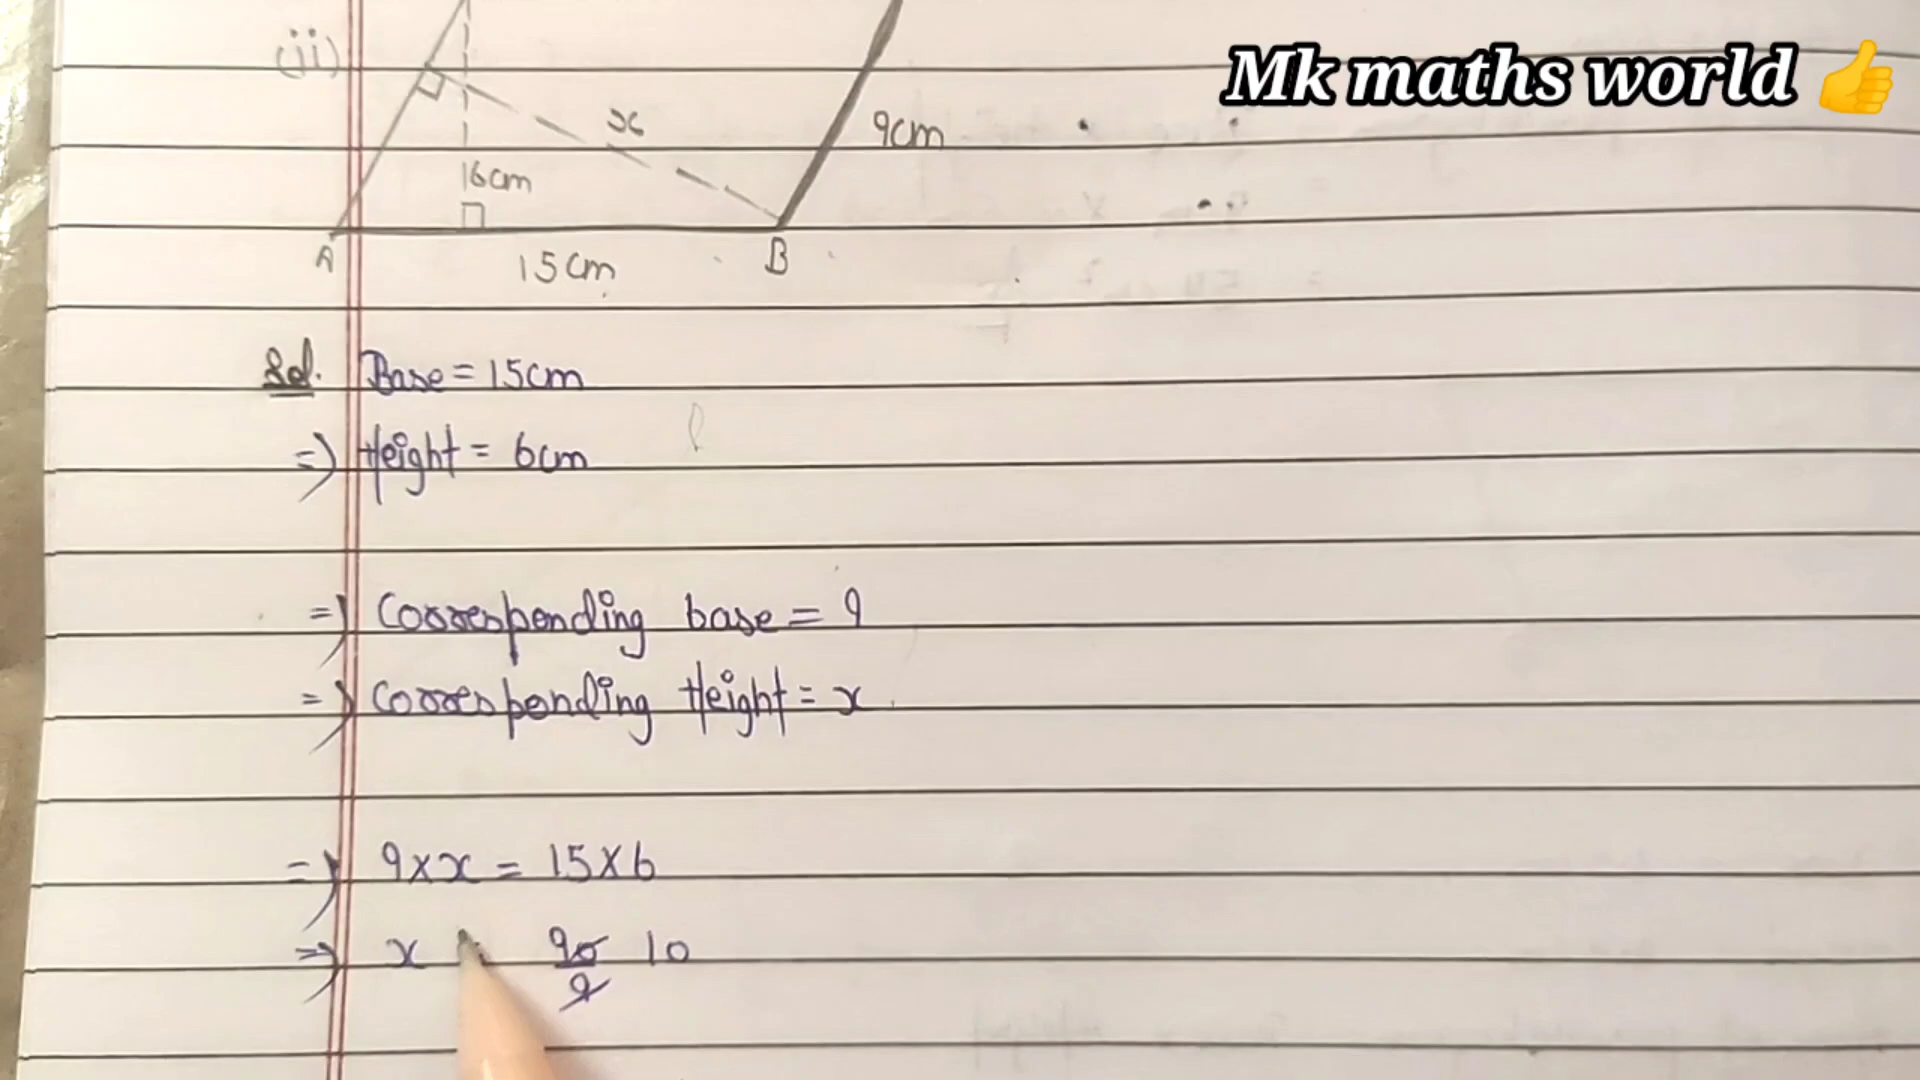 Mk maths world 👍
(ii)
x
9cm
16cm
A
15cm
B
Sol. Base = 15cm
=) Height = 6cm
=) Corresponding base = 9
=) Corresponding Height = x
=) 9×x = 15×6
=) x 90/9 10